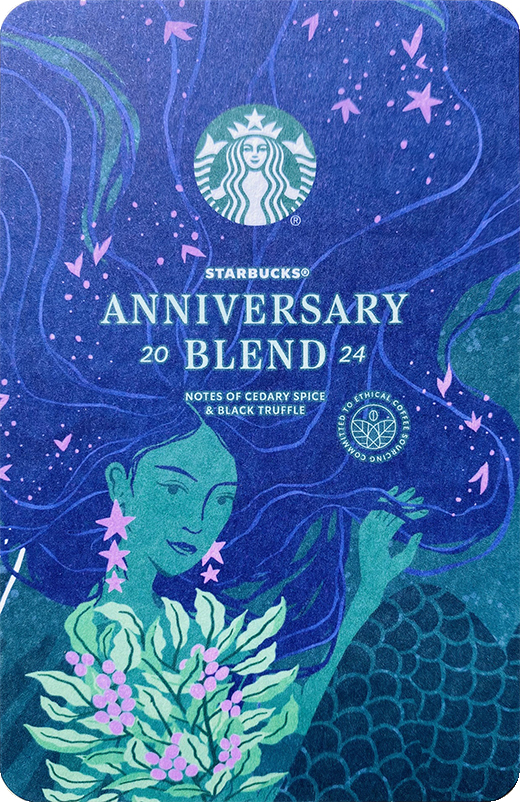 ®
STARBUCKS®
ANNIVERSARY
20 BLEND 24
NOTES OF CEDARY SPICE
& BLACK TRUFFLE
COMMITTED TO ETHICAL COFFEE SOURCING